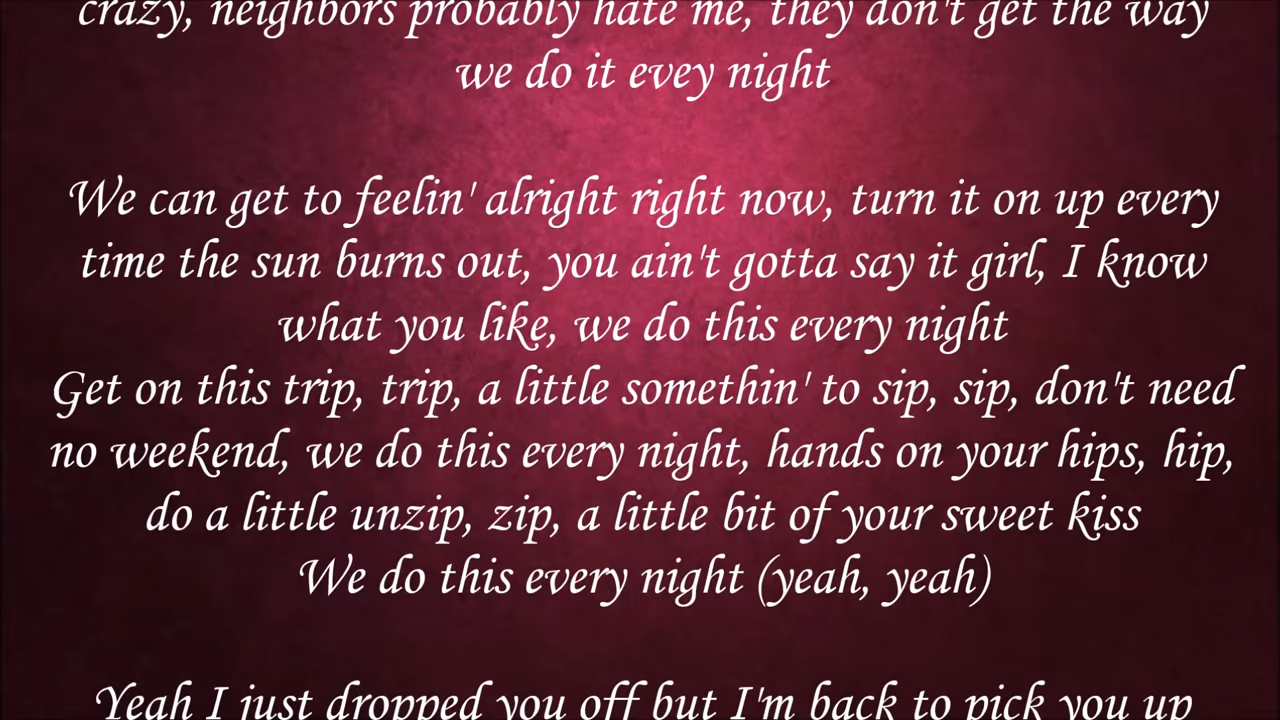 crazy, neighbors probably hate me, they don't get the way
we do it evey night
We can get to feelin' alright right now, turn it on up every
time the sun burns out, you ain't gotta say it girl, I know
what you like, we do this every night
Get on this trip, trip, a little somethin' to sip, sip, don't need
no weekend, we do this every night, hands on your hips, hip,
do a little unzip, zip, a little bit of your sweet kiss
We do this every night (yeah, yeah)
Yeah I just dropped you off but I'm back to pick you up